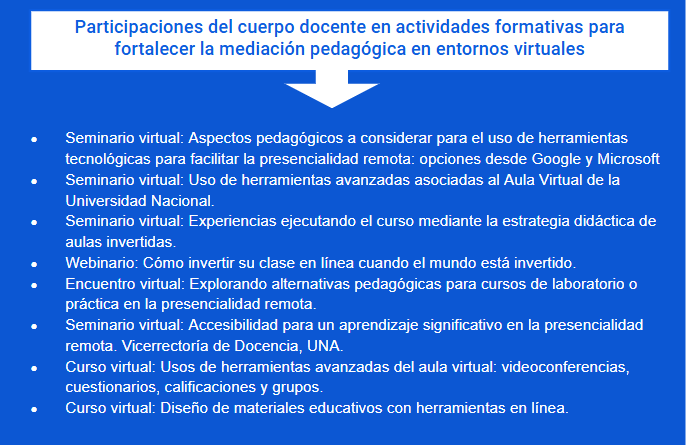 Participaciones del cuerpo docente en actividades formativas para
fortalecer la mediación pedagógica en entornos virtuales
• Seminario virtual: Aspectos pedagógicos a considerar para el uso de herramientas
tecnológicas para facilitar la presencialidad remota: opciones desde Google y Microsoft
• Seminario virtual: Uso de herramientas avanzadas asociadas al Aula Virtual de la
Universidad Nacional.
• Seminario virtual: Experiencias ejecutando el curso mediante la estrategia didáctica de
aulas invertidas.
• Webinario: Cómo invertir su clase en línea cuando el mundo está invertido.
• Encuentro virtual: Explorando alternativas pedagógicas para cursos de laboratorio o
práctica en la presencialidad remota.
• Seminario virtual: Accesibilidad para un aprendizaje significativo en la presencialidad
remota. Vicerrectoría de Docencia, UNA.
• Curso virtual: Usos de herramientas avanzadas del aula virtual: videoconferencias,
cuestionarios, calificaciones y grupos.
• Curso virtual: Diseño de materiales educativos con herramientas en línea.